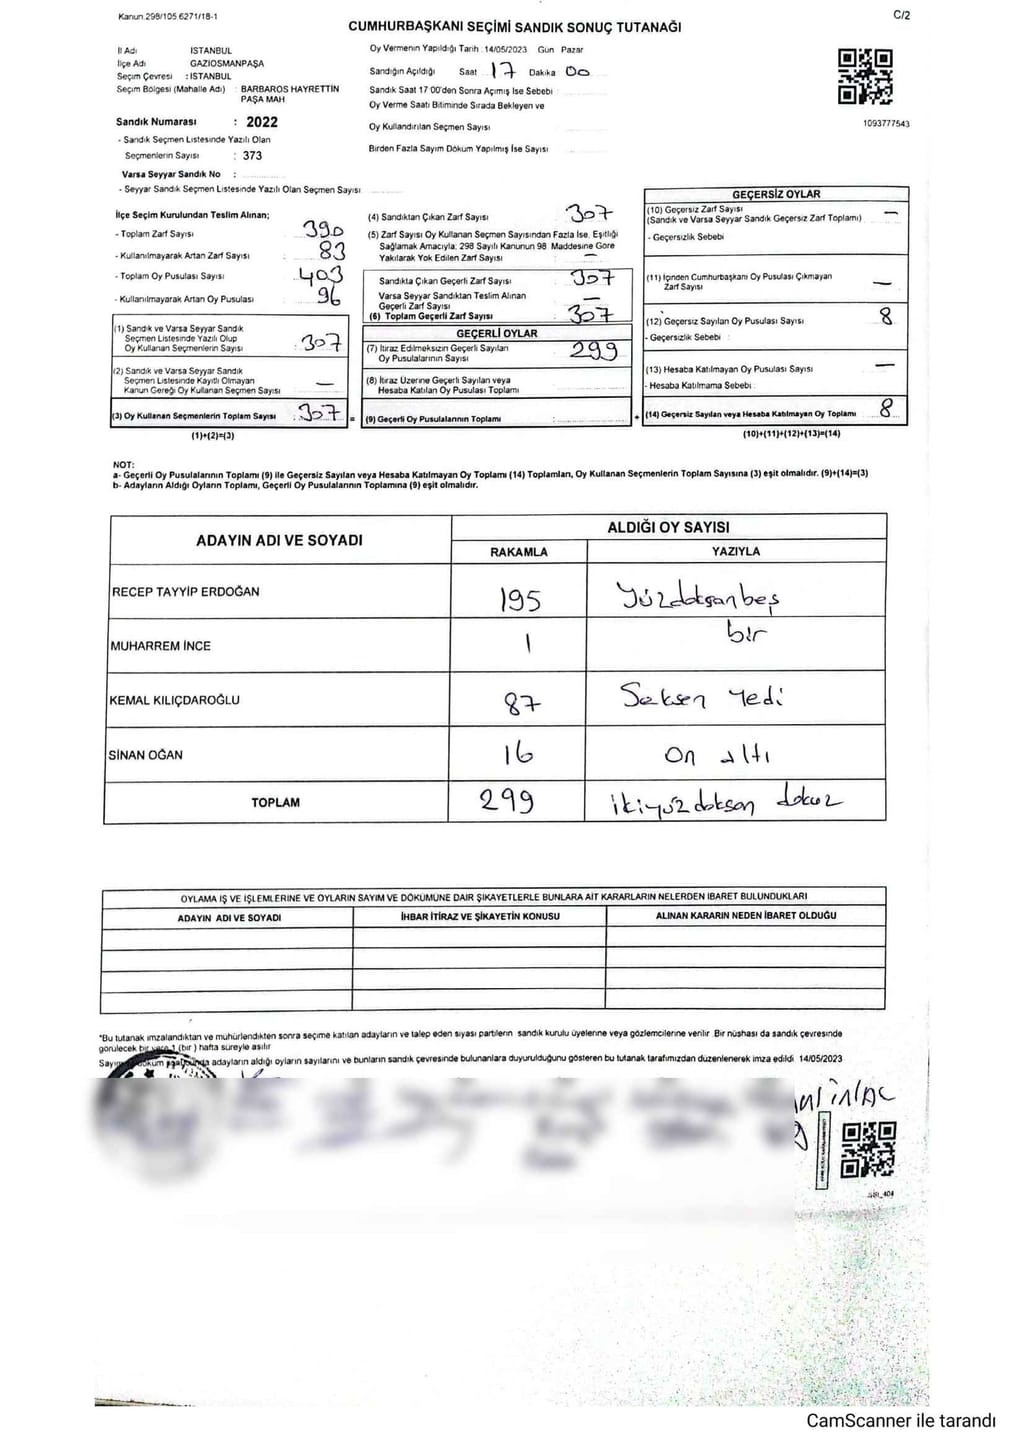 Kanun.298/105.6271/18-1
C/2
CUMHURBAŞKANI SEÇİMİ SANDIK SONUÇ TUTANAĞI
İl Adı İSTANBUL
İlçe Adı GAZİOSMANPAŞA
Seçim Çevresi : İSTANBUL
Seçim Bölgesi (Mahalle Adı) : BARBAROS HAYRETTİN PAŞA MAH
Sandık Numarası : 2022
- Sandık Seçmen Listesinde Yazılı Olan
Seçmenlerin Sayısı : 373
Varsa Seyyar Sandık No :
- Seyyar Sandık Seçmen Listesinde Yazılı Olan Seçmen Sayısı
Oy Vermenin Yapıldığı Tarih 14/05/2023 Gün Pazar
Sandığın Açıldığı Saat 17 Dakika 00
Sandık Saat 17 00'den Sonra Açımış İse Sebebi
Oy Verme Saati Bitiminde Sırada Bekleyen ve
Oy Kullandırılan Seçmen Sayısı
Birden Fazla Sayım Döküm Yapılmış İse Sayısı
1093777543
İlçe Seçim Kurulundan Teslim Alınan;
- Toplam Zarf Sayısı 390
- Kullanılmayarak Artan Zarf Sayısı 83
- Toplam Oy Pusulası Sayısı 403
- Kullanılmayarak Artan Oy Pusulası 96
(1) Sandık ve Varsa Seyyar Sandık
Seçmen Listesinde Yazılı Olup
Oy Kullanan Seçmenlerin Sayısı : 307
(2) Sandık ve Varsa Seyyar Sandık
Seçmen Listesinde Kayıtlı Olmayan
Kanun Gereği Oy Kullanan Seçmen Sayısı —
(3) Oy Kullanan Seçmenlerin Toplam Sayısı : 307
(1)+(2)=(3)
(4) Sandıktan Çıkan Zarf Sayısı 307
(5) Zarf Sayısı Oy Kullanan Seçmen Sayısından Fazla İse, Eşitliği
Sağlamak Amacıyla; 298 Sayılı Kanunun 98. Maddesine Göre
Yakılarak Yok Edilen Zarf Sayısı : —
Sandıkta Çıkan Geçerli Zarf Sayısı 307
Varsa Seyyar Sandıktan Teslim Alınan
Geçerli Zarf Sayısı —
(6) Toplam Geçerli Zarf Sayısı 307
GEÇERLİ OYLAR
(7) İtiraz Edilmeksizin Geçerli Sayılan
Oy Pusulalarının Sayısı 299
(8) İtiraz Üzerine Geçerli Sayılan veya
Hesaba Katılan Oy Pusulası Toplamı
= (9) Geçerli Oy Pusulalarının Toplamı :
GEÇERSİZ OYLAR
(10) Geçersiz Zarf Sayısı —
(Sandık ve Varsa Seyyar Sandık Geçersiz Zarf Toplamı)
- Geçersizlik Sebebi
(11) İçinden Cumhurbaşkanı Oy Pusulası Çıkmayan
Zarf Sayısı —
(12) Geçersiz Sayılan Oy Pusulası Sayısı 8
- Geçersizlik Sebebi :
(13) Hesaba Katılmayan Oy Pusulası Sayısı —
- Hesaba Katılmama Sebebi :
+ (14) Geçersiz Sayılan veya Hesaba Katılmayan Oy Toplamı 8
(10)+(11)+(12)+(13)=(14)
NOT:
a- Geçerli Oy Pusulalarının Toplamı (9) ile Geçersiz Sayılan veya Hesaba Katılmayan Oy Toplamı (14) Toplamları, Oy Kullanan Seçmenlerin Toplam Sayısına (3) eşit olmalıdır. (9)+(14)=(3)
b- Adayların Aldığı Oyların Toplamı, Geçerli Oy Pusulalarının Toplamına (9) eşit olmalıdır.
ADAYIN ADI VE SOYADI
ALDIĞI OY SAYISI
RAKAMLA YAZIYLA
RECEP TAYYİP ERDOĞAN 195 Yüzdoksanbeş
MUHARREM İNCE 1 bir
KEMAL KILIÇDAROĞLU 87 Seksen Yedi
SİNAN OĞAN 16 on altı
TOPLAM 299 ikiyüz doksan dokuz
OYLAMA İŞ VE İŞLEMLERİNE VE OYLARIN SAYIM VE DÖKÜMÜNE DAİR ŞİKAYETLERLE BUNLARA AİT KARARLARIN NELERDEN İBARET BULUNDUKLARI
ADAYIN ADI VE SOYADI İHBAR İTİRAZ VE ŞİKAYETİN KONUSU ALINAN KARARIN NEDEN İBARET OLDUĞU
*Bu tutanak imzalandıktan ve mühürlendikten sonra seçime katılan adayların ve talep eden siyasi partilerin sandık kurulu üyelerine veya gözlemcilerine verilir. Bir nüshası da sandık çevresinde
görülecek bir yere 1 (bir) hafta süreyle asılır
adayların aldığı oyların sayılarını ve bunların sandık çevresinde bulunanlara duyurulduğunu gösteren bu tutanak tarafımızdan düzenlenerek imza edildi 14/05/2023
CamScanner ile tarandı